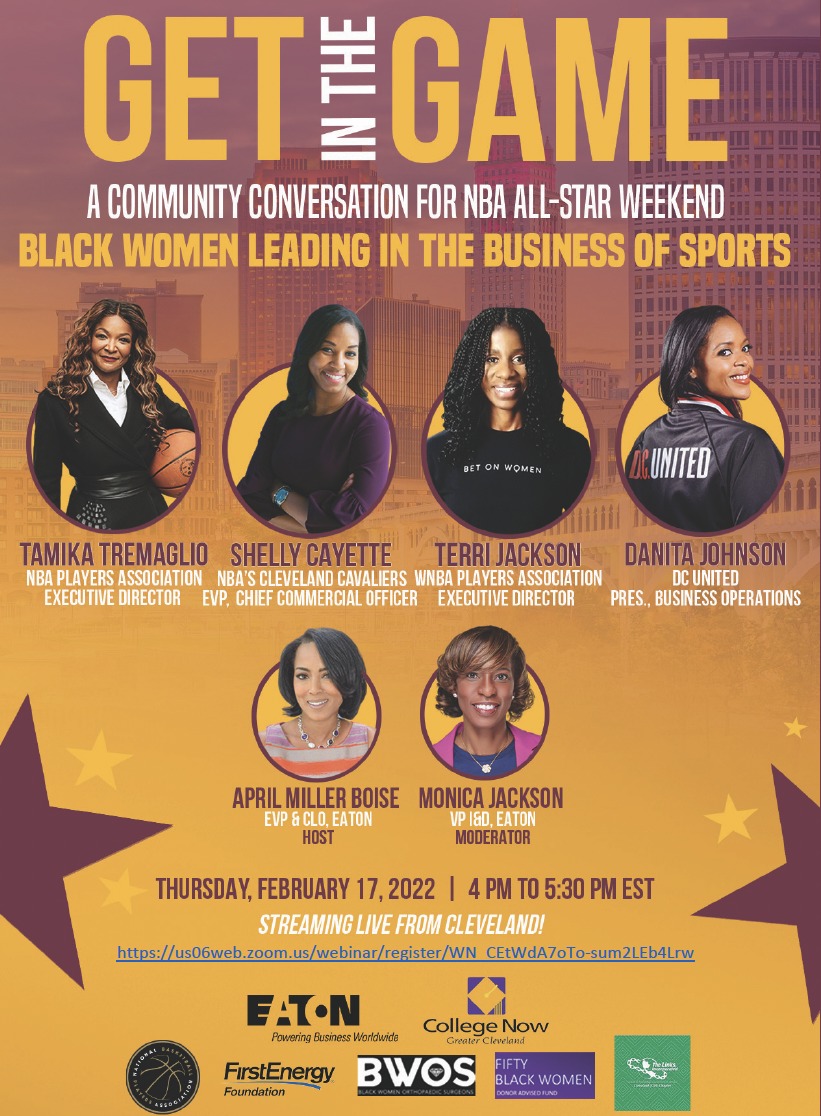 GET IN THE GAME
A COMMUNITY CONVERSATION FOR NBA ALL-STAR WEEKEND
BLACK WOMEN LEADING IN THE BUSINESS OF SPORTS
BET ON WOMEN
D.C. UNITED
TAMIKA TREMAGLIO
NBA PLAYERS ASSOCIATION
EXECUTIVE DIRECTOR
SHELLY CAYETTE
NBA'S CLEVELAND CAVALIERS
EVP, CHIEF COMMERCIAL OFFICER
TERRI JACKSON
WNBA PLAYERS ASSOCIATION
EXECUTIVE DIRECTOR
DANITA JOHNSON
DC UNITED
PRES., BUSINESS OPERATIONS
APRIL MILLER BOISE
EVP & CLO, EATON
HOST
MONICA JACKSON
VP I&D, EATON
MODERATOR
THURSDAY, FEBRUARY 17, 2022 | 4 PM TO 5:30 PM EST
STREAMING LIVE FROM CLEVELAND!
https://us06web.zoom.us/webinar/register/WN_CEtWdA7oTo-sum2LEb4Lrw
EATON
Powering Business Worldwide
College Now
Greater Cleveland
NATIONAL BASKETBALL
PLAYERS ASSOCIATION
FirstEnergy
Foundation
BWOS
BLACK WOMEN ORTHOPAEDIC SURGEONS
FIFTY
BLACK WOMEN
DONOR ADVISED FUND
The Links,
Incorporated